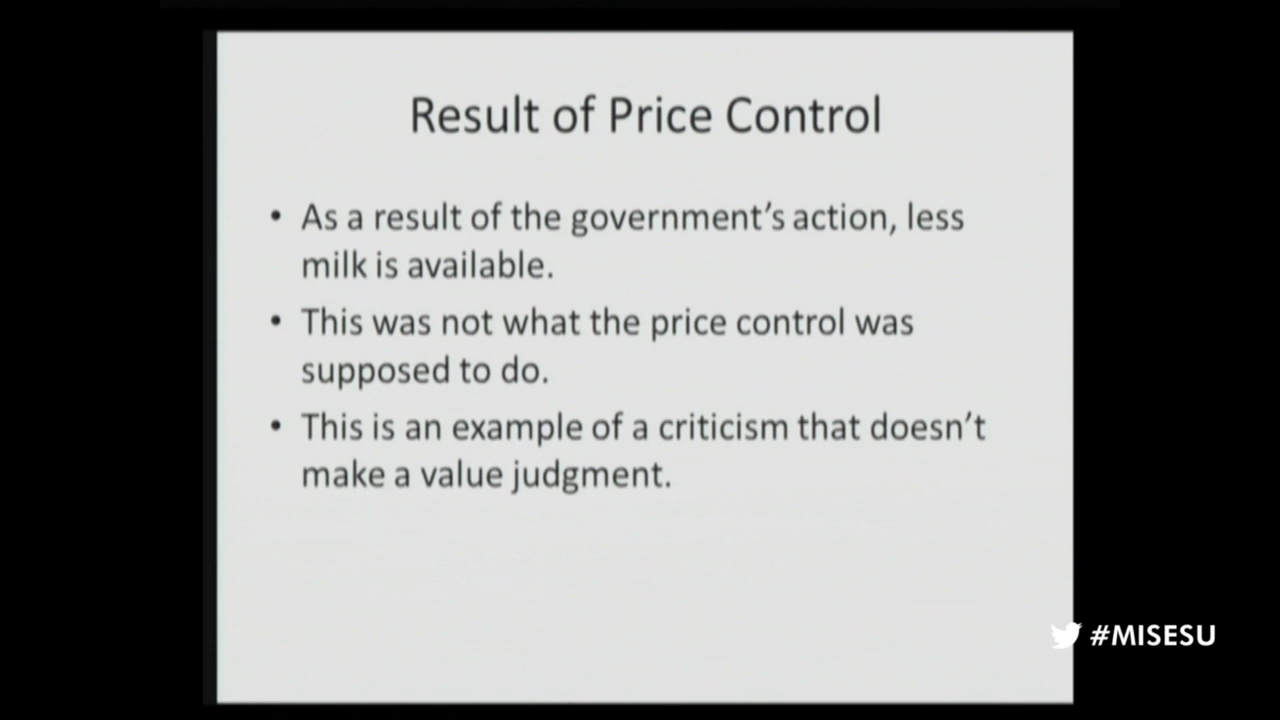 Result of Price Control
• As a result of the government’s action, less
milk is available.
• This was not what the price control was
supposed to do.
• This is an example of a criticism that doesn’t
make a value judgment.
#MISESU